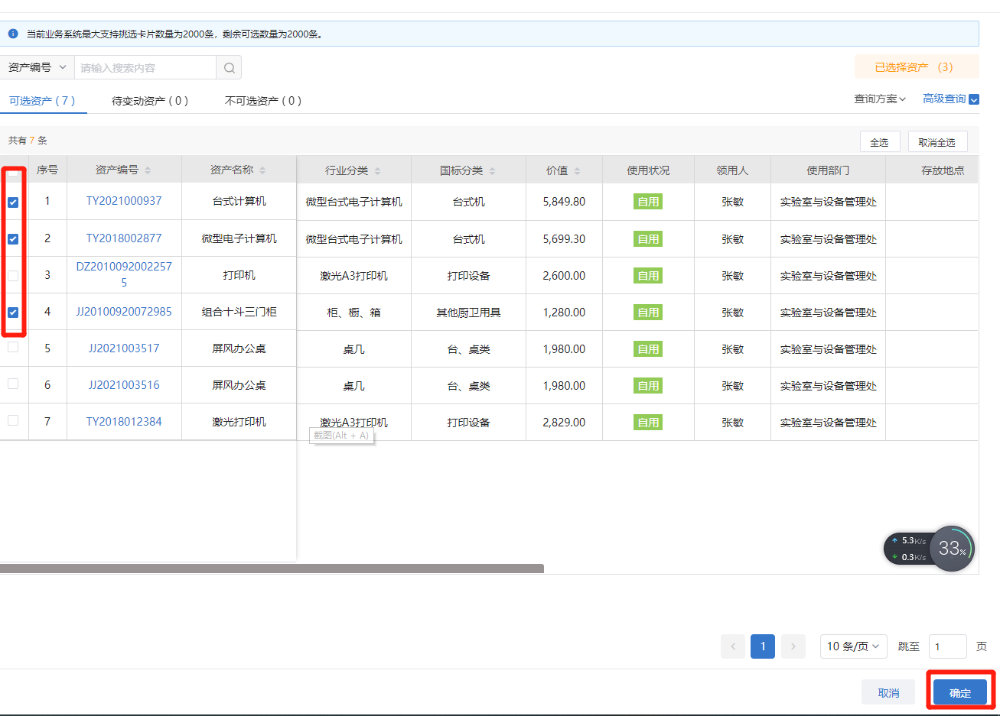 当前业务系统最大支持挑选卡片数量为2000条，剩余可选数量为2000条。
资产编号 请输入搜索内容 已选择资产 （3）
可选资产 ( 7 ) 待变动资产 ( 0 ) 不可选资产 ( 0 ) 查询方案 高级查询
共有 7 条 全选 取消全选
序号 资产编号 资产名称 行业分类 国标分类 价值 使用状况 领用人 使用部门 存放地点
1 TY2021000937 台式计算机 微型台式电子计算机 台式机 5,849.80 自用 张敏 实验室与设备管理处
2 TY2018002877 微型电子计算机 微型台式电子计算机 台式机 5,699.30 自用 张敏 实验室与设备管理处
3 DZ2010092002257
5 打印机 激光A3打印机 打印设备 2,600.00 自用 张敏 实验室与设备管理处
4 JJ20100920072985 组合十斗三门柜 柜、橱、箱 其他厨卫用具 1,280.00 自用 张敏 实验室与设备管理处
5 JJ2021003517 屏风办公桌 桌几 台、桌类 1,980.00 自用 张敏 实验室与设备管理处
6 JJ2021003516 屏风办公桌 桌几 台、桌类 1,980.00 自用 张敏 实验室与设备管理处
7 TY2018012384 激光打印机 激光A3打印机 打印设备 2,829.00 自用 张敏 实验室与设备管理处
截图(Alt + A)
5.3K/s
0.3K/s
33%
1 10 条/页 跳至 1 页
取消 确定